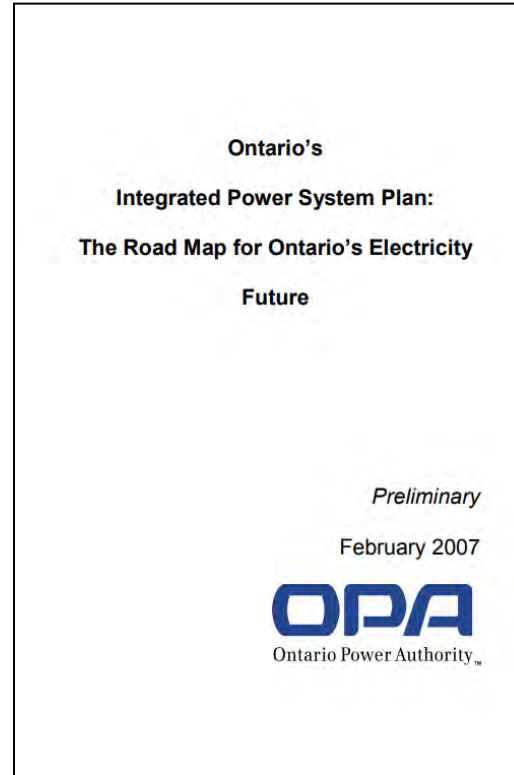 Ontario's
Integrated Power System Plan:
The Road Map for Ontario's Electricity
Future
Preliminary
February 2007
OPA
Ontario Power Authority™